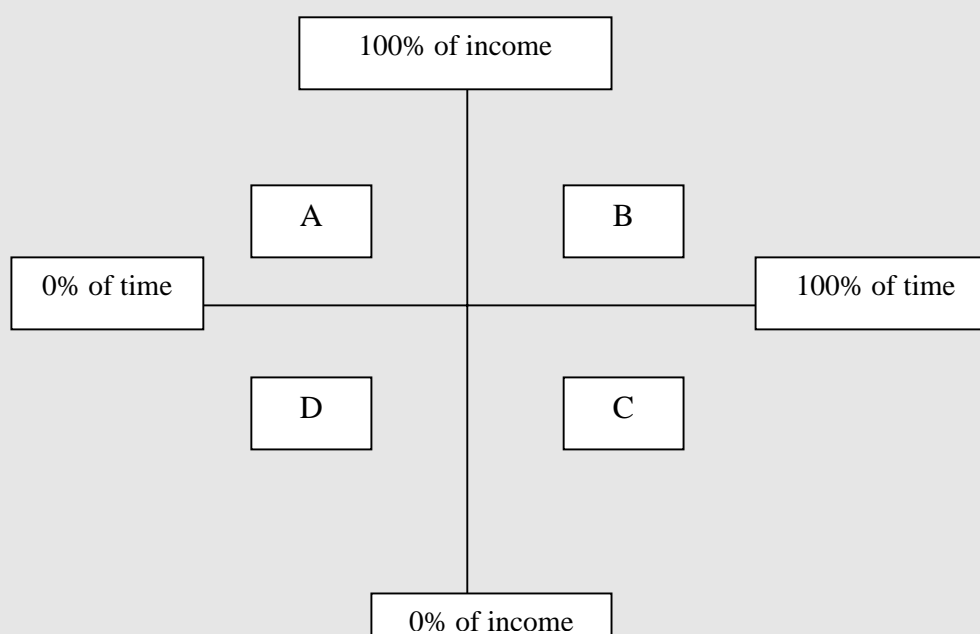 100% of income
A
B
0% of time
100% of time
D
C
0% of income